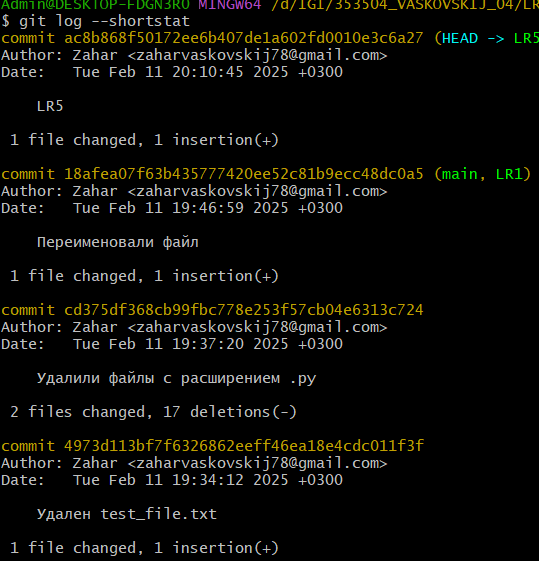 Admin@DESKTOP-FDGN3RO MINGW64 /d/IGI/353504_VASKOVSKIJ_04/LR
$ git log --shortstat
commit ac8b868f50172ee6b407de1a602fd0010e3c6a27 (HEAD -> LR5
Author: Zahar <zaharvaskovskij78@gmail.com>
Date:   Tue Feb 11 20:10:45 2025 +0300
LR5
1 file changed, 1 insertion(+)
commit 18afea07f63b435777420ee52c81b9ecc48dc0a5 (main, LR1)
Author: Zahar <zaharvaskovskij78@gmail.com>
Date:   Tue Feb 11 19:46:59 2025 +0300
Переименовали файл
1 file changed, 1 insertion(+)
commit cd375df368cb99fbc778e253f57cb04e6313c724
Author: Zahar <zaharvaskovskij78@gmail.com>
Date:   Tue Feb 11 19:37:20 2025 +0300
Удалили файлы с расширением .py
2 files changed, 17 deletions(-)
commit 4973d113bf7f6326862eeff46ea18e4cdc011f3f
Author: Zahar <zaharvaskovskij78@gmail.com>
Date:   Tue Feb 11 19:34:12 2025 +0300
Удален test_file.txt
1 file changed, 1 insertion(+)